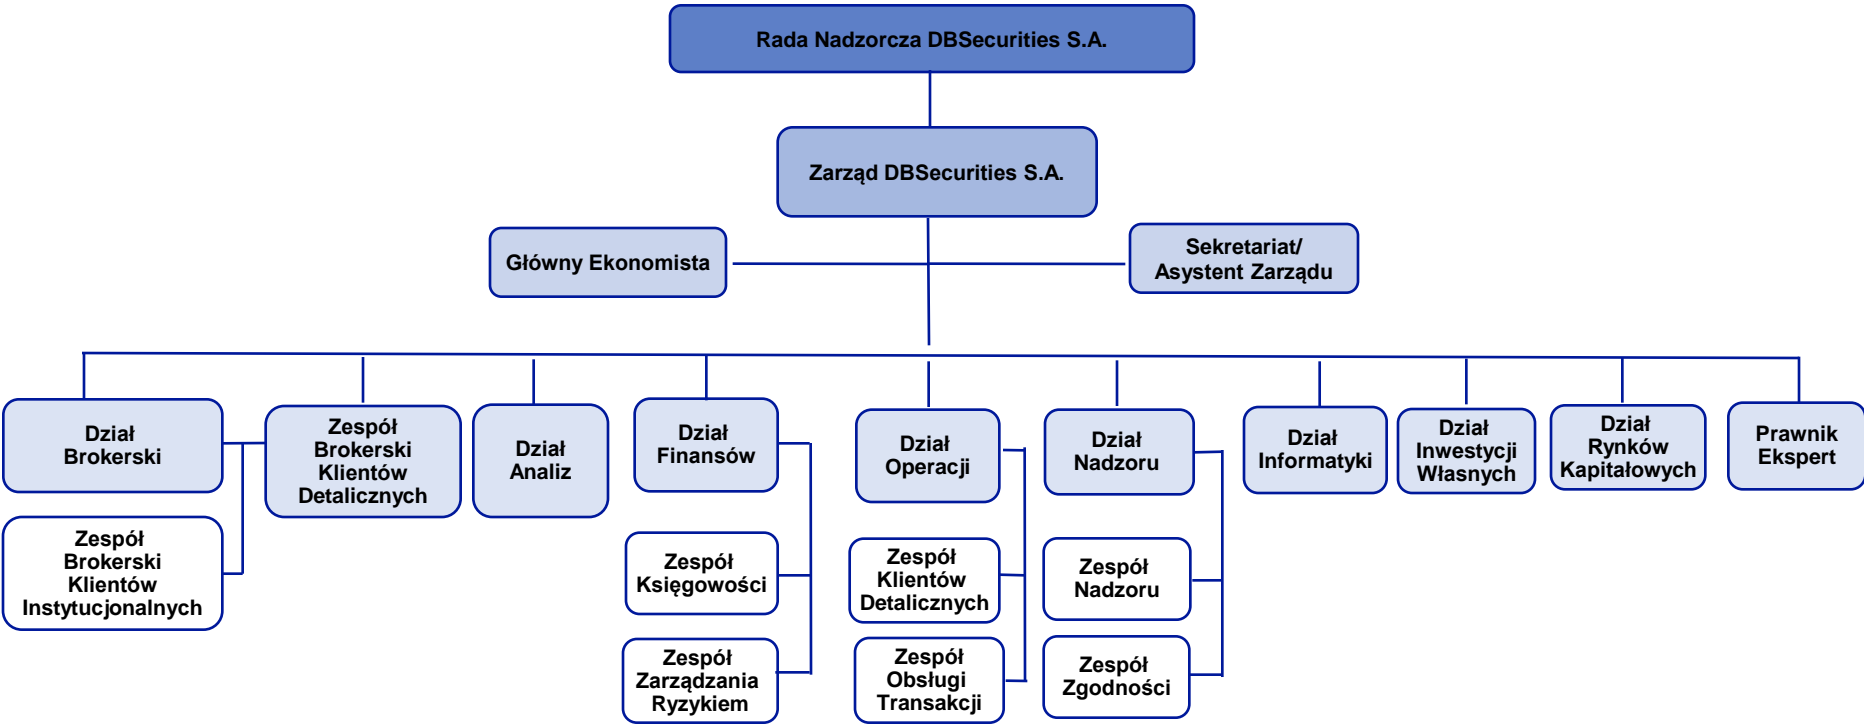 Rada Nadzorcza DBSecurities S.A.
Zarząd DBSecurities S.A.
Główny Ekonomista
Sekretariat/
Asystent Zarządu
Dział
Brokerski
Zespół
Brokerski
Klientów
Detalicznych
Dział
Analiz
Dział
Finansów
Dział
Operacji
Dział
Nadzoru
Dział
Informatyki
Dział
Inwestycji
Własnych
Dział
Rynków
Kapitałowych
Prawnik
Ekspert
Zespół
Brokerski
Klientów
Instytucjonalnych
Zespół
Księgowości
Zespół
Klientów
Detalicznych
Zespół
Nadzoru
Zespół
Zarządzania
Ryzykiem
Zespół
Obsługi
Transakcji
Zespół
Zgodności